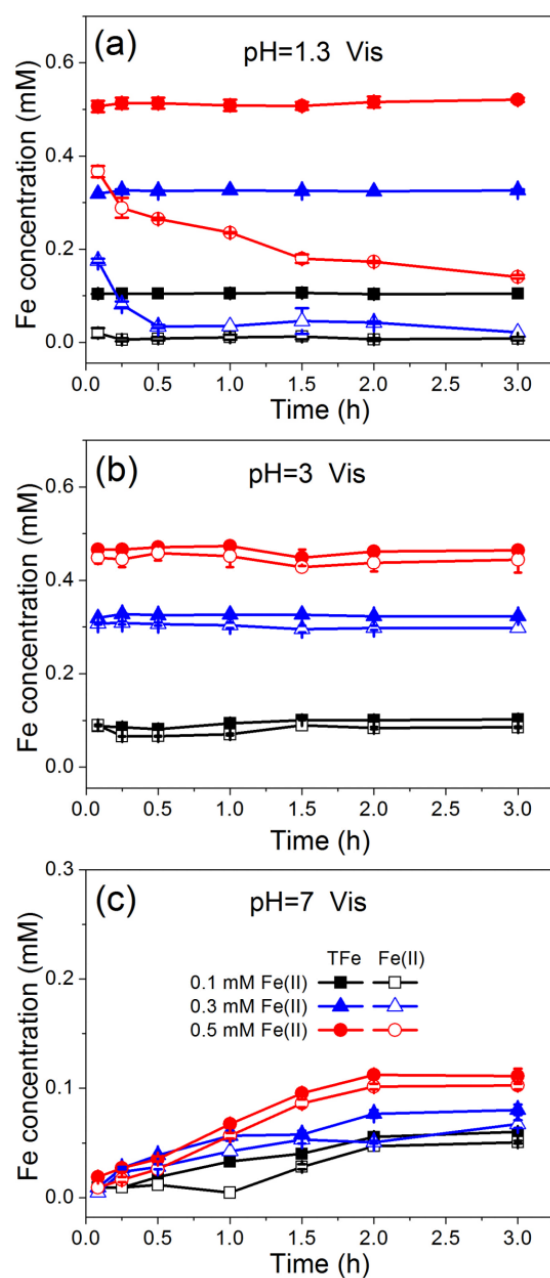 (a) pH=1.3 Vis
Fe concentration (mM)
0.6
0.4
0.2
0.0
0.0 0.5 1.0 1.5 2.0 2.5 3.0
Time (h)
(b) pH=3 Vis
Fe concentration (mM)
0.6
0.4
0.2
0.0
0.0 0.5 1.0 1.5 2.0 2.5 3.0
Time (h)
(c) pH=7 Vis
Fe concentration (mM)
0.3
0.2
0.1
0.0
TFe Fe(II)
0.1 mM Fe(II)
0.3 mM Fe(II)
0.5 mM Fe(II)
0.0 0.5 1.0 1.5 2.0 2.5 3.0
Time (h)